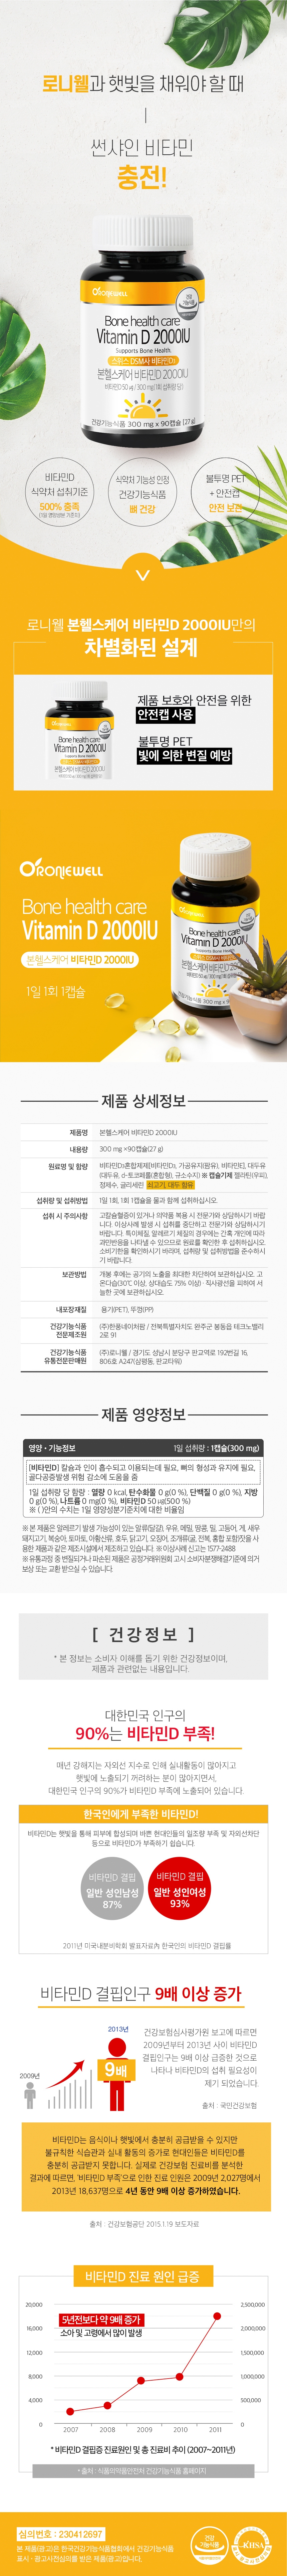 로니웰과 햇빛을 채워야 할 때
썬샤인 비타민
충전!
ORONIEWELL
Bone health care
Vitamin D 2000IU
Supports Bone Health.
스위스 DSM사 비타민D3
본헬스케어 비타민D 2000IU
비타민D 50 ㎍ / 300 mg (1회 섭취량 당)
건강기능식품 300 mg x 90캡슐 [27 g]
비타민D
식약처 섭취기준
500% 충족
(1일 영양성분 기준치)
식약처 기능성 인정
건강기능식품
뼈 건강
불투명 PET
+ 안전캡
안전 보관
로니웰 본헬스케어 비타민D 2000IU만의
차별화된 설계
제품 보호와 안전을 위한
안전캡 사용
불투명 PET
빛에 의한 변질 예방
ORONIEWELL
Bone health care
Vitamin D 2000IU
본헬스케어 비타민D 2000IU
1일 1회 1캡슐
제품 상세정보
제품명 본헬스케어 비타민D 2000IU
내용량 300 mg ×90캡슐(27 g)
원료명 및 함량 비타민D3혼합제제[비타민D3, 가공유지(팜유), 비타민E], 대두유
(대두유, d-토코페롤(혼합형), 규소수지) ※ 캡슐기제 젤라틴(우피),
정제수, 글리세린 쇠고기, 대두 함유
섭취량 및 섭취방법 1일 1회, 1회 1캡슐을 물과 함께 섭취하십시오.
섭취 시 주의사항 고칼슘혈증이 있거나 의약품 복용 시 전문가와 상담하시기 바랍
니다. 이상사례 발생 시 섭취를 중단하고 전문가와 상담하시기
바랍니다. 특이체질, 알레르기 체질의 경우에는 간혹 개인에 따라
과민반응을 나타낼 수 있으므로 원료를 확인한 후 섭취하십시오.
소비기한을 확인하시기 바라며, 섭취량 및 섭취방법을 준수하시
기 바랍니다.
보관방법 개봉 후에는 공기의 노출을 최대한 차단하여 보관하십시오. 고
온다습(30℃ 이상, 상대습도 75% 이상)·직사광선을 피하여 서
늘한 곳에 보관하십시오.
내포장재질 용기(PET), 뚜껑(PP)
건강기능식품
전문제조원 (주)한풍네이처팜 / 전북특별자치도 완주군 봉동읍 테크노밸리
2로 91
건강기능식품
유통전문판매원 (주)로니웰 / 경기도 성남시 분당구 판교역로 192번길 16,
806호 A247(삼평동, 판교타워)
제품 영양정보
영양·기능정보 1일 섭취량 : 1캡슐(300 mg)
[비타민D] 칼슘과 인이 흡수되고 이용되는데 필요, 뼈의 형성과 유지에 필요,
골다공증발생 위험 감소에 도움을 줌
1일 섭취량 당 함량 : 열량 0 kcal, 탄수화물 0 g(0 %), 단백질 0 g(0 %), 지방
0 g(0 %), 나트륨 0 mg(0 %), 비타민D 50 ㎍(500 %)
※ ( )안의 수치는 1일 영양성분기준치에 대한 비율임
※ 본 제품은 알레르기 발생 가능성이 있는 알류(달걀), 우유, 메밀, 땅콩, 밀, 고등어, 게, 새우,
돼지고기, 복숭아, 토마토, 아황산류, 호두, 닭고기, 오징어, 조개류(굴, 전복, 홍합 포함)잣을 사
용한 제품과 같은 제조시설에서 제조하고 있습니다. ※ 이상사례 신고는 1577-2488
※ 유통과정 중 변질되거나 파손된 제품은 공정거래위원회 고시 소비자분쟁해결기준에 의거
보상 또는 교환 받으실 수 있습니다.
[ 건강정보 ]
* 본 정보는 소비자 이해를 돕기 위한 건강정보이며,
제품과 관련없는 내용입니다.
대한민국 인구의
90%는 비타민D 부족!
매년 강해지는 자외선 지수로 인해 실내활동이 많아지고
햇빛에 노출되기 꺼려하는 분이 많아지면서,
대한민국 인구의 90%가 비타민D 부족에 노출되어 있습니다.
한국인에게 부족한 비타민D!
비타민D는 햇빛을 통해 피부에 합성되며 바쁜 현대인들의 일조량 부족 및 자외선차단
등으로 비타민D가 부족하기 쉽습니다.
비타민D 결핍
일반 성인남성
87%
비타민D 결핍
일반 성인여성
93%
2011년 미국내분비학회 발표자료內 한국인의 비타민D 결핍률
비타민D 결핍인구 9배 이상 증가
2009년
2013년
9배
건강보험심사평가원 보고에 따르면
2009년부터 2013년 사이 비타민D
결핍인구는 9배 이상 급증한 것으로
나타나 비타민D의 섭취 필요성이
제기 되었습니다.
출처 : 국민건강보험
비타민D는 음식이나 햇빛에서 충분히 공급받을 수 있지만
불규칙한 식습관과 실내 활동의 증가로 현대인들은 비타민D를
충분히 공급받지 못합니다. 실제로 건강보험 진료비를 분석한
결과에 따르면, '비타민D 부족'으로 인한 진료 인원은 2009년 2,027명에서
2013년 18,637명으로 4년 동안 9배 이상 증가하였습니다.
출처 : 건강보험공단 2015.1.19 보도자료
비타민D 진료 원인 급증
5년전보다 약 9배 증가
소아 및 고령에서 많이 발생
20,000
16,000
12,000
8,000
4,000
0
2,500,000
2,000,000
1,500,000
1,000,000
500,000
0
2007 2008 2009 2010 2011
* 비타민D 결핍증 진료원인 및 총 진료비 추이 (2007~2011년)
* 출처 : 식품의약품안전처 건강기능식품 홈페이지
심의번호 : 230412697
본 제품(광고)은 한국건강기능식품협회에서 건강기능식품
표시·광고사전심의를 받은 제품(광고)입니다.
건강
기능식품
KHSA